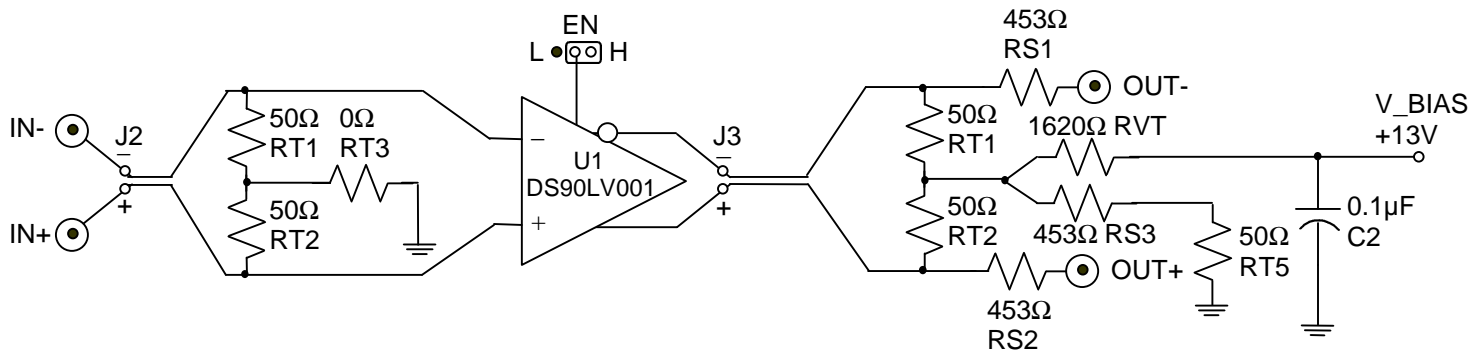 IN-
IN+
J2
−
+
50Ω
RT1
0Ω
RT3
50Ω
RT2
EN
L
H
−
+
U1
DS90LV001
J3
−
+
453Ω
RS1
OUT-
50Ω
RT1
1620Ω RVT
50Ω
RT2
453Ω RS3
OUT+
453Ω
RS2
50Ω
RT5
V_BIAS
+13V
0.1µF
C2